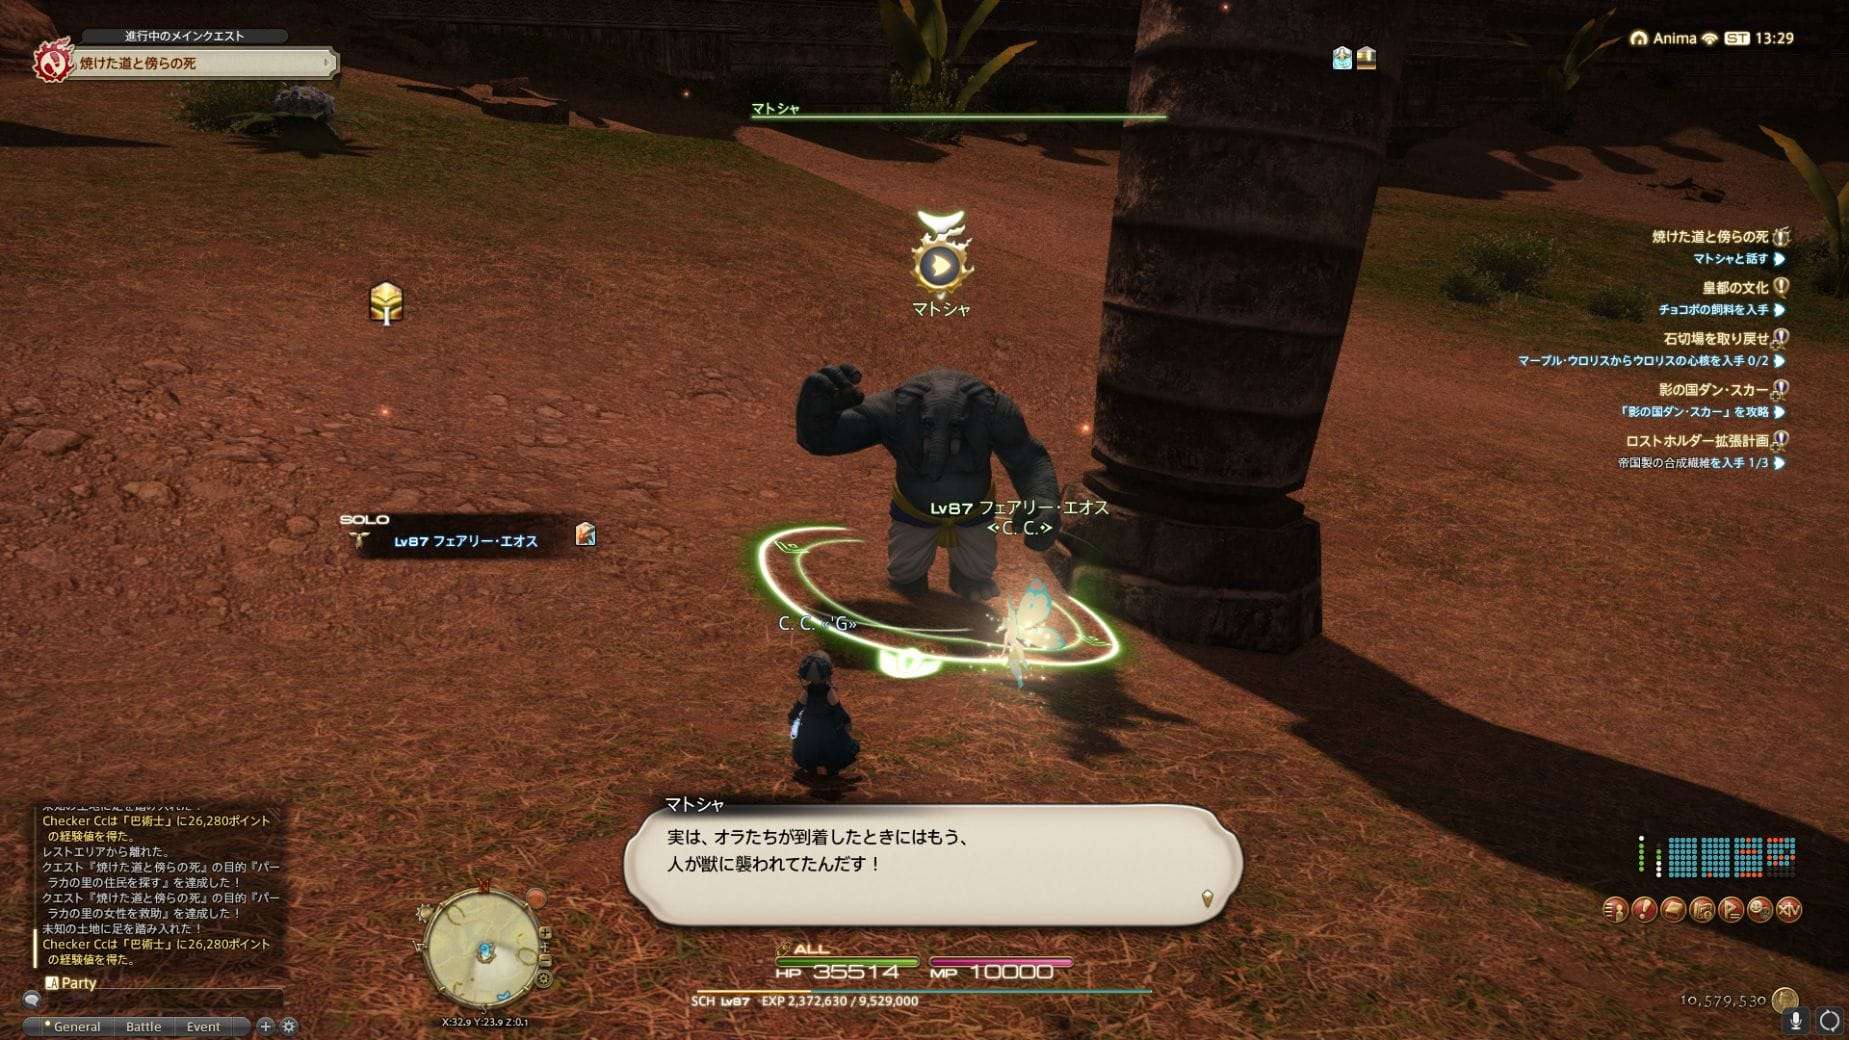 進行中のメインクエスト
焼けた道と傍らの死
Anima ST 13:29
マトシャ
マトシャ
焼けた道と傍らの死
マトシャと話す
皇都の文化
チョコボの飼料を入手
石切場を取り戻せ
マーブル・ウロリスからウロリスの心核を入手 0/2
影の国ダン・スカー
「影の国ダン・スカー」を攻略
ロストホルダー拡張計画
帝国製の合成繊維を入手 1/3
Lv87 フェアリー・エオス
<C. C.>
SOLO
Lv87 フェアリー・エオス
C. C. «'G»
マトシャ
実は、オラたちが到着したときにはもう、
人が獣に襲われてたんだす！
未知の土地に足を踏み入れた！
Checker Ccは「巴術士」に26,280ポイント
の経験値を得た。
レストエリアから離れた。
クエスト『焼けた道と傍らの死』の目的『パー
ラカの里の住民を探す』を達成した！
クエスト『焼けた道と傍らの死』の目的『パー
ラカの里の女性を救助』を達成した！
未知の土地に足を踏み入れた！
Checker Ccは「巴術士」に26,280ポイント
の経験値を得た。
A Party
General Battle Event
X:32.9 Y:23.9 Z:0.1
ALL
HP 35514 MP 10000
SCH Lv87 EXP 2,372,630 / 9,529,000
10,579,530
XIV